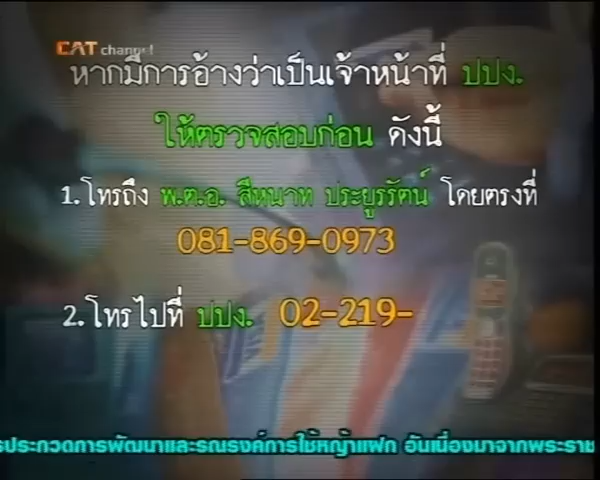 CAT channel
หากมีการอ้างว่าเป็นเจ้าหน้าที่ ปปง.
ให้ตรวจสอบก่อน ดังนี้
1.โทรถึง พ.ต.อ. สีหนาท ประยูรรัตน์ โดยตรงที่
081-869-0973
2.โทรไปที่ ปปง. 02-219-
รประกวดการพัฒนาและรณรงค์การใช้หญ้าแฝก อันเนื่องมาจากพระราช